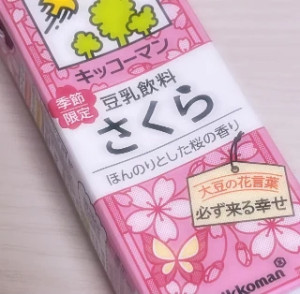 キッコーマン
季節
限定
豆乳飲料
さくら
ほんのりとした桜の香り
大豆の花言葉
必ず来る幸せ
kkoman